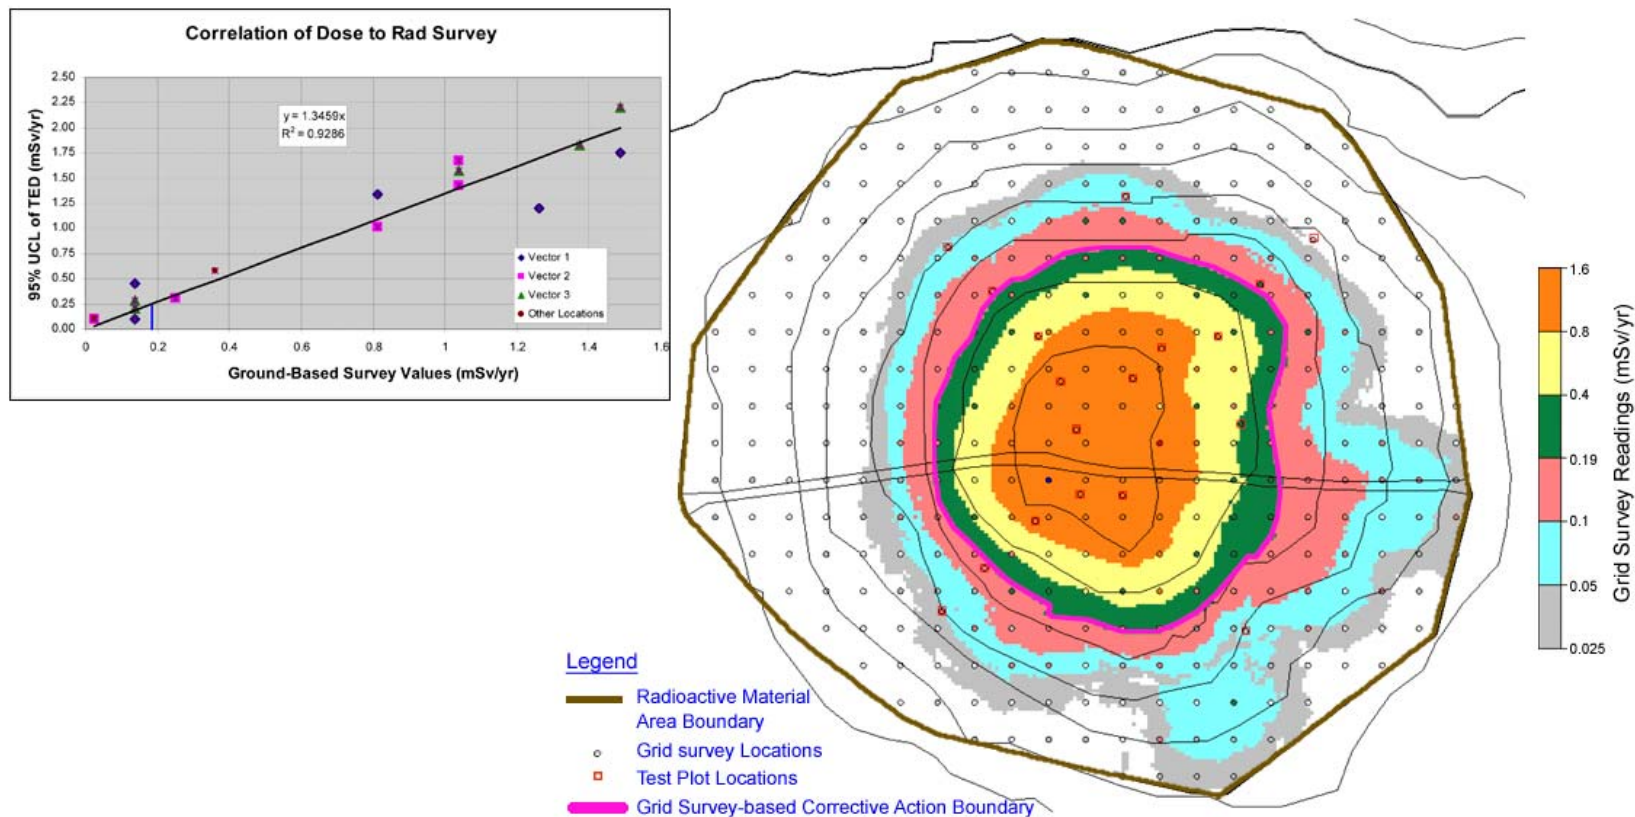 Correlation of Dose to Rad Survey
95% UCL of TED (mSv/yr)
2.50
2.25
2.00
1.75
1.50
1.25
1.00
0.75
0.50
0.25
0.00
y = 1.3459x
R² = 0.9286
Vector 1
Vector 2
Vector 3
Other Locations
0 0.2 0.4 0.6 0.8 1 1.2 1.4 1.6
Ground-Based Survey Values (mSv/yr)
1.6
0.8
0.4
0.19
0.1
0.05
0.025
Grid Survey Readings (mSv/yr)
Legend
Radioactive Material
Area Boundary
Grid survey Locations
Test Plot Locations
Grid Survey-based Corrective Action Boundary